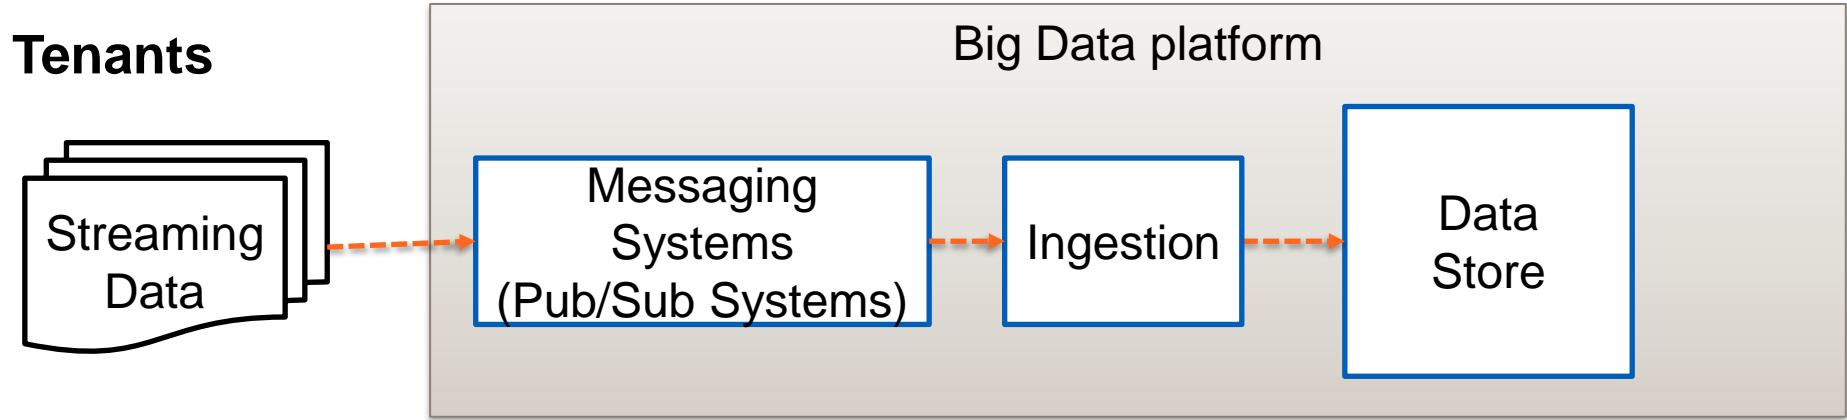 Tenants
Big Data platform
Streaming
Data
Messaging
Systems
(Pub/Sub Systems)
Ingestion
Data
Store